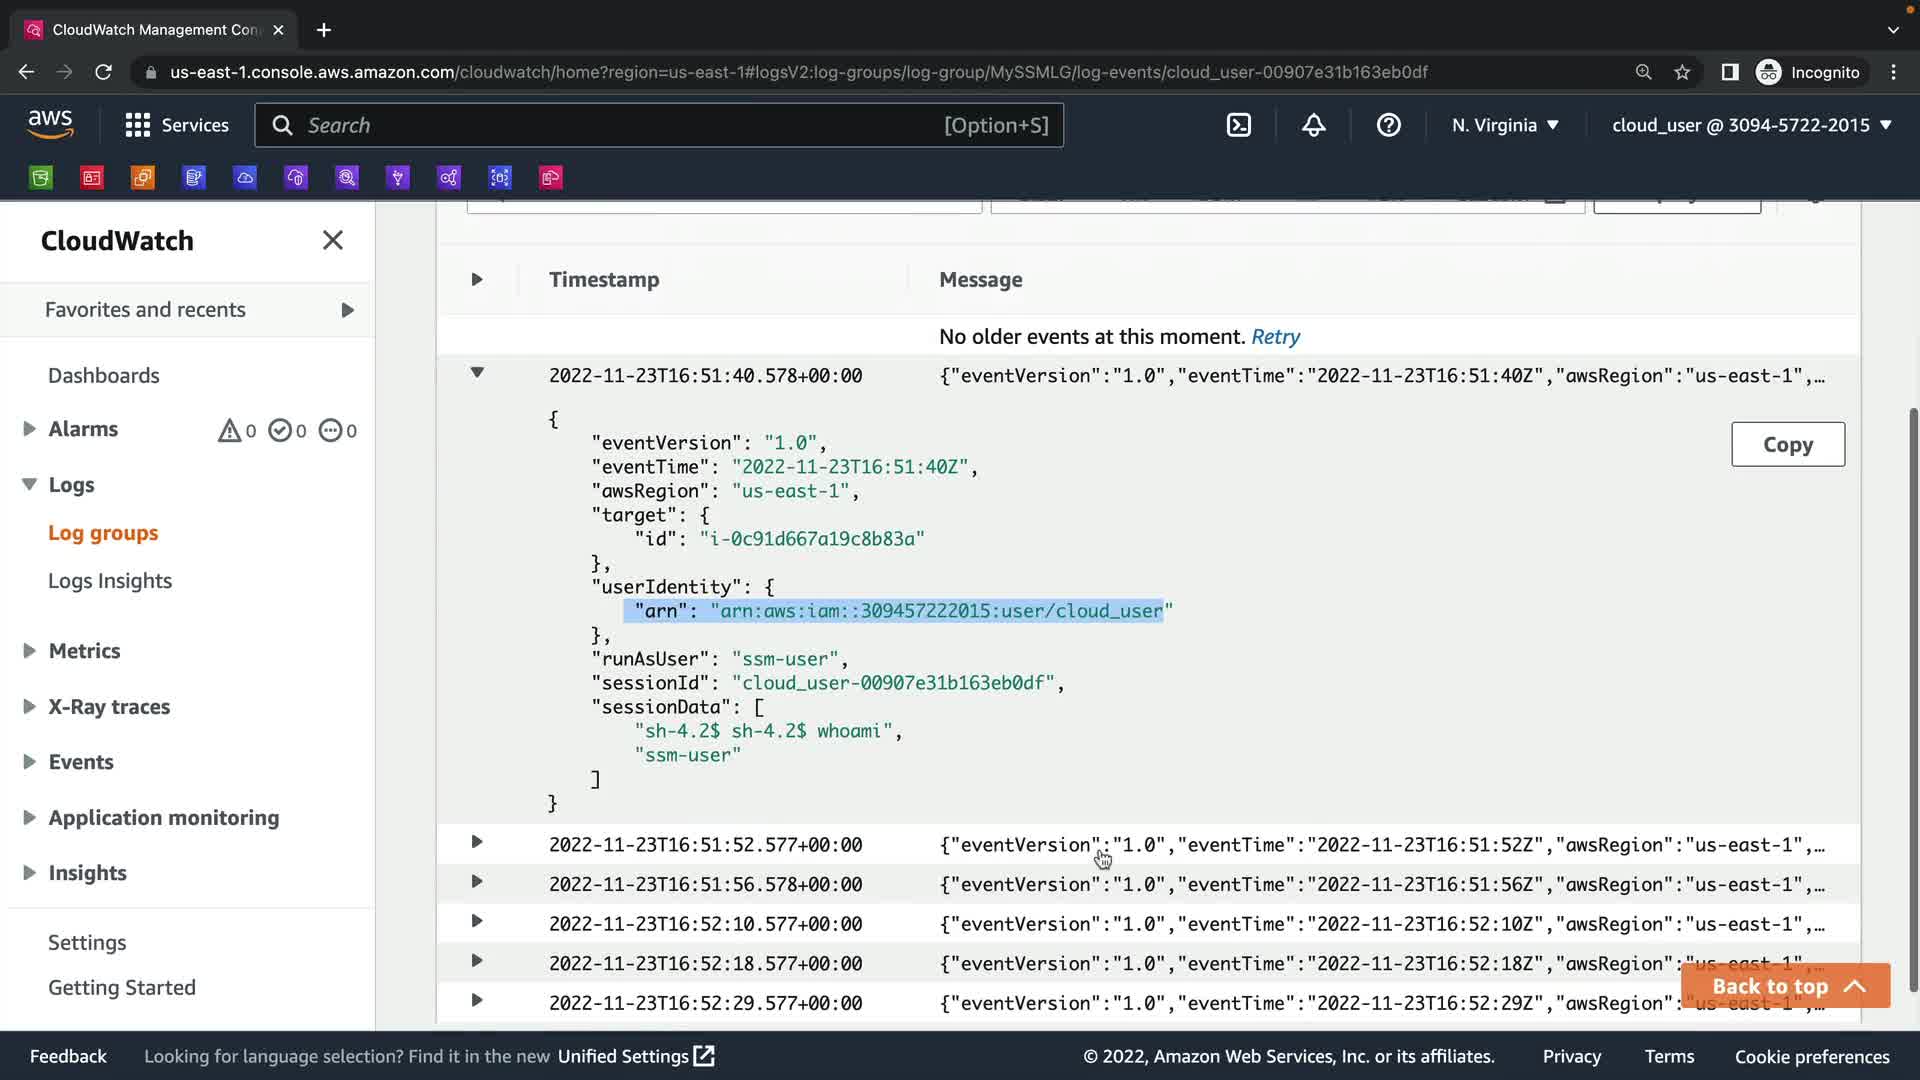 CloudWatch Management Con
us-east-1.console.aws.amazon.com/cloudwatch/home?region=us-east-1#logsV2:log-groups/log-group/MySSMLG/log-events/cloud_user-00907e31b163eb0df
Incognito
aws
Services
Search
[Option+S]
N. Virginia
cloud_user @ 3094-5722-2015
CloudWatch
Favorites and recents
Dashboards
Alarms
0
0
0
Logs
Log groups
Logs Insights
Metrics
X-Ray traces
Events
Application monitoring
Insights
Settings
Getting Started
Timestamp Message
No older events at this moment. Retry
2022-11-23T16:51:40.578+00:00 {"eventVersion":"1.0","eventTime":"2022-11-23T16:51:40Z","awsRegion":"us-east-1",…
{
"eventVersion": "1.0",
"eventTime": "2022-11-23T16:51:40Z",
"awsRegion": "us-east-1",
"target": {
"id": "i-0c91d667a19c8b83a"
},
"userIdentity": {
"arn": "arn:aws:iam::309457222015:user/cloud_user"
},
"runAsUser": "ssm-user",
"sessionId": "cloud_user-00907e31b163eb0df",
"sessionData": [
"sh-4.2$ sh-4.2$ whoami",
"ssm-user"
]
}
Copy
2022-11-23T16:51:52.577+00:00 {"eventVersion":"1.0","eventTime":"2022-11-23T16:51:52Z","awsRegion":"us-east-1",…
2022-11-23T16:51:56.578+00:00 {"eventVersion":"1.0","eventTime":"2022-11-23T16:51:56Z","awsRegion":"us-east-1",…
2022-11-23T16:52:10.577+00:00 {"eventVersion":"1.0","eventTime":"2022-11-23T16:52:10Z","awsRegion":"us-east-1",…
2022-11-23T16:52:18.577+00:00 {"eventVersion":"1.0","eventTime":"2022-11-23T16:52:18Z","awsRegion":"us-east-1",…
2022-11-23T16:52:29.577+00:00 {"eventVersion":"1.0","eventTime":"2022-11-23T16:52:29Z","awsRegion":"us-east-1",…
Back to top
Feedback
Looking for language selection? Find it in the new Unified Settings
© 2022, Amazon Web Services, Inc. or its affiliates.
Privacy
Terms
Cookie preferences